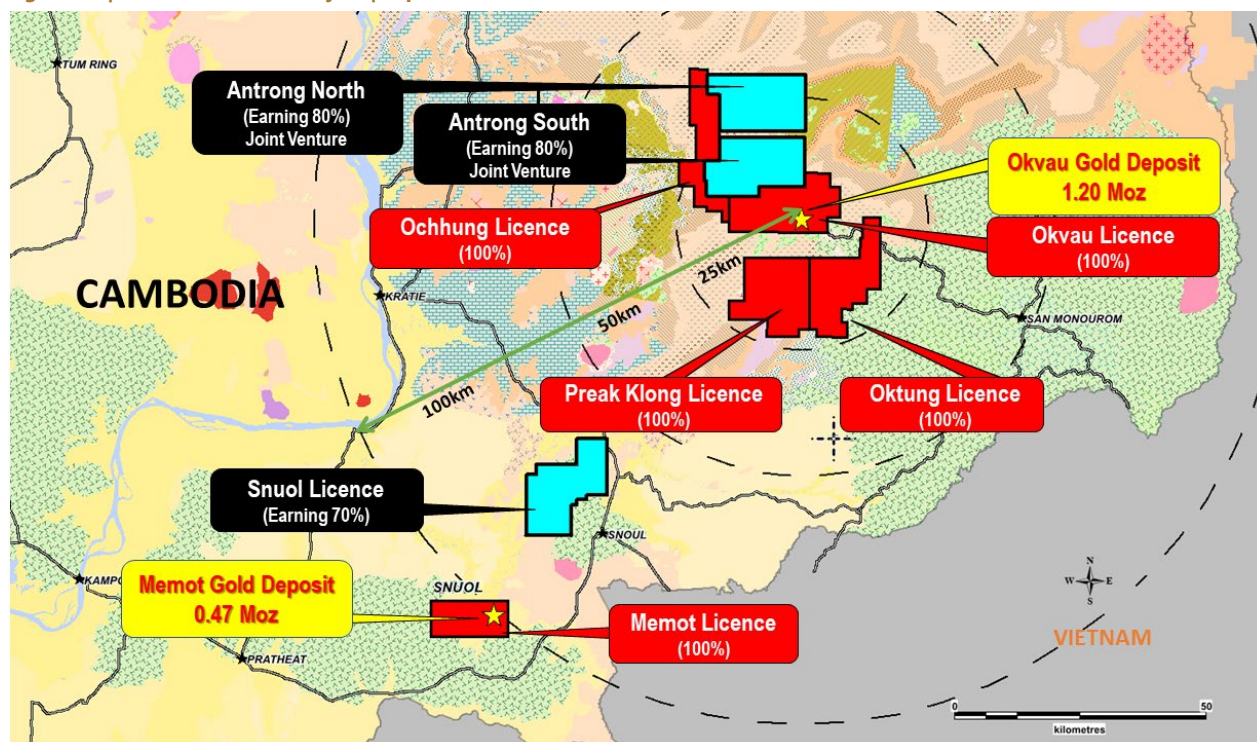 TUM RING
Antrong North
(Earning 80%)
Joint Venture
Antrong South
(Earning 80%)
Joint Venture
Okvau Gold Deposit
1.20 Moz
Ochhung Licence
(100%)
Okvau Licence
(100%)
CAMBODIA
KRATIE
25km
50km
100km
SAN MONOUROM
Preak Klong Licence
(100%)
Oktung Licence
(100%)
Snuol Licence
(Earning 70%)
SNOUL
KAMPO
Memot Gold Deposit
0.47 Moz
SNUOL
Memot Licence
(100%)
PRATHEAT
N
W E
S
VIETNAM
0 50
kilometres